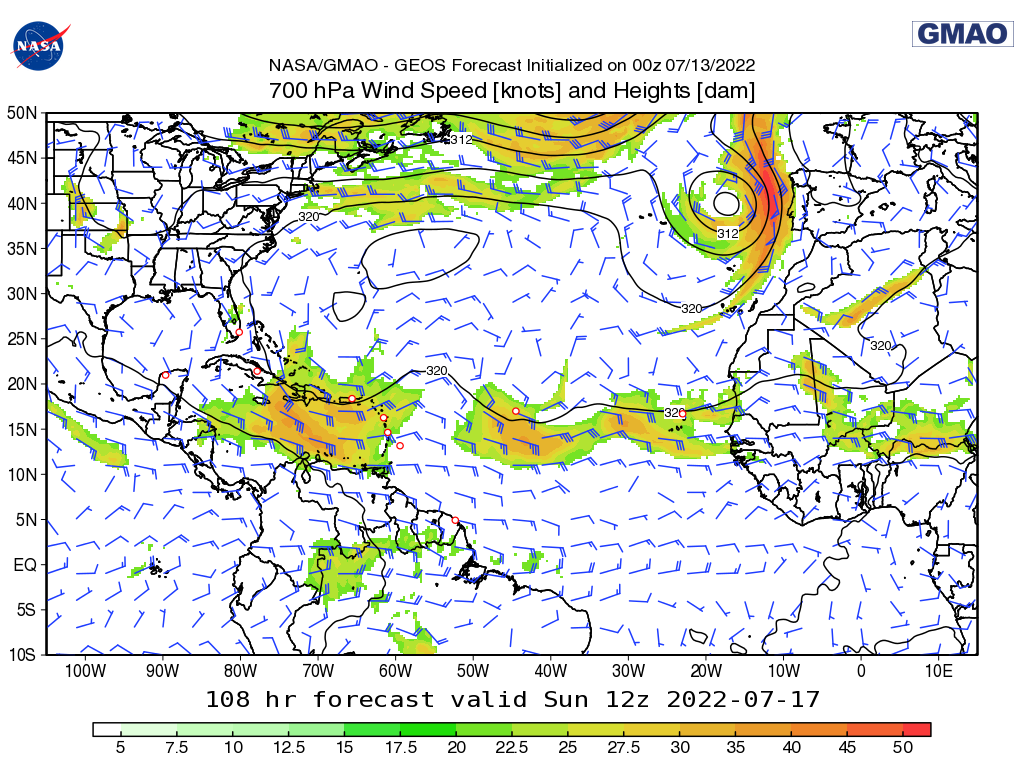 NASA
GMAO
NASA/GMAO - GEOS Forecast Initialized on 00z 07/13/2022
700 hPa Wind Speed [knots] and Heights [dam]
50N
312
45N
40N
320
312
35N
30N
320
25N
320
320
20N
320
15N
10N
5N
EQ
5S
10S
100W 90W 80W 70W 60W 50W 40W 30W 20W 10W 0 10E
108 hr forecast valid Sun 12z 2022-07-17
5 7.5 10 12.5 15 17.5 20 22.5 25 27.5 30 35 40 45 50